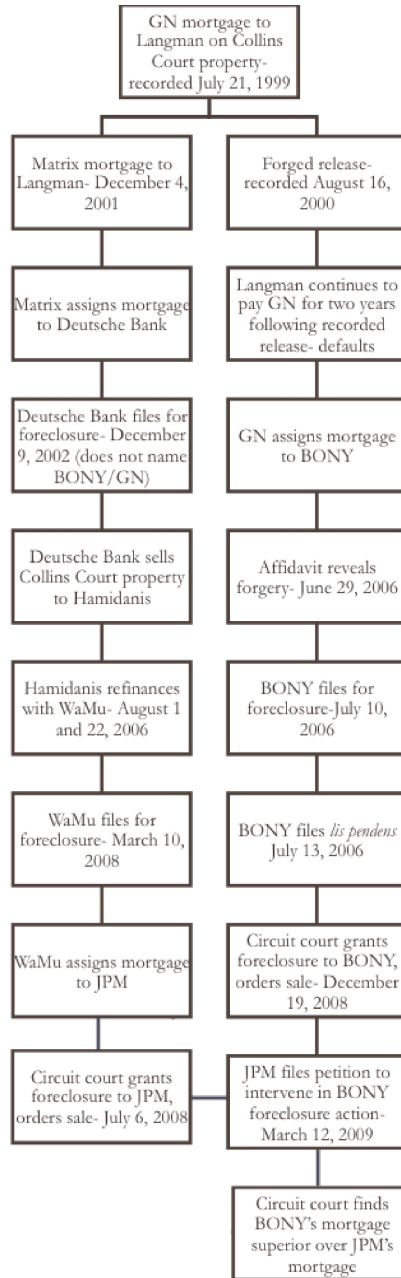 GN mortgage to
Langman on Collins
Court property-
recorded July 21, 1999
Matrix mortgage to
Langman- December 4,
2001
Matrix assigns mortgage
to Deutsche Bank
Deutsche Bank files for
foreclosure- December
9, 2002 (does not name
BONY/GN)
Deutsche Bank sells
Collins Court property
to Hamidanis
Hamidanis refinances
with WaMu- August 1
and 22, 2006
WaMu files for
foreclosure- March 10,
2008
WaMu assigns mortgage
to JPM
Circuit court grants
foreclosure to JPM,
orders sale- July 6, 2008
Forged release-
recorded August 16,
2000
Langman continues to
pay GN for two years
following recorded
release- defaults
GN assigns mortgage
to BONY
Affidavit reveals
forgery- June 29, 2006
BONY files for
foreclosure-July 10,
2006
BONY files lis pendens
July 13, 2006
Circuit court grants
foreclosure to BONY,
orders sale- December
19, 2008
JPM files petition to
intervene in BONY
foreclosure action-
March 12, 2009
Circuit court finds
BONY's mortgage
superior over JPM's
mortgage